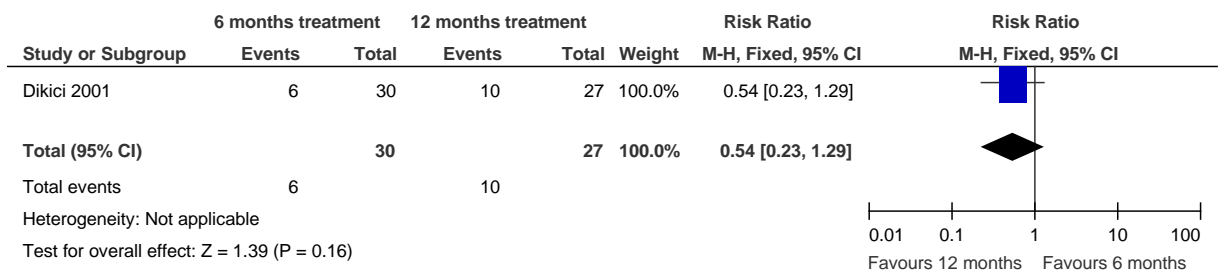 6 months treatment 12 months treatment Risk Ratio Risk Ratio
Study or Subgroup Events Total Events Total Weight M-H, Fixed, 95% CI M-H, Fixed, 95% CI
Dikici 2001 6 30 10 27 100.0% 0.54 [0.23, 1.29]
Total (95% CI) 30 27 100.0% 0.54 [0.23, 1.29]
Total events 6 10
Heterogeneity: Not applicable
Test for overall effect: Z = 1.39 (P = 0.16)
0.01 0.1 1 10 100
Favours 12 months Favours 6 months